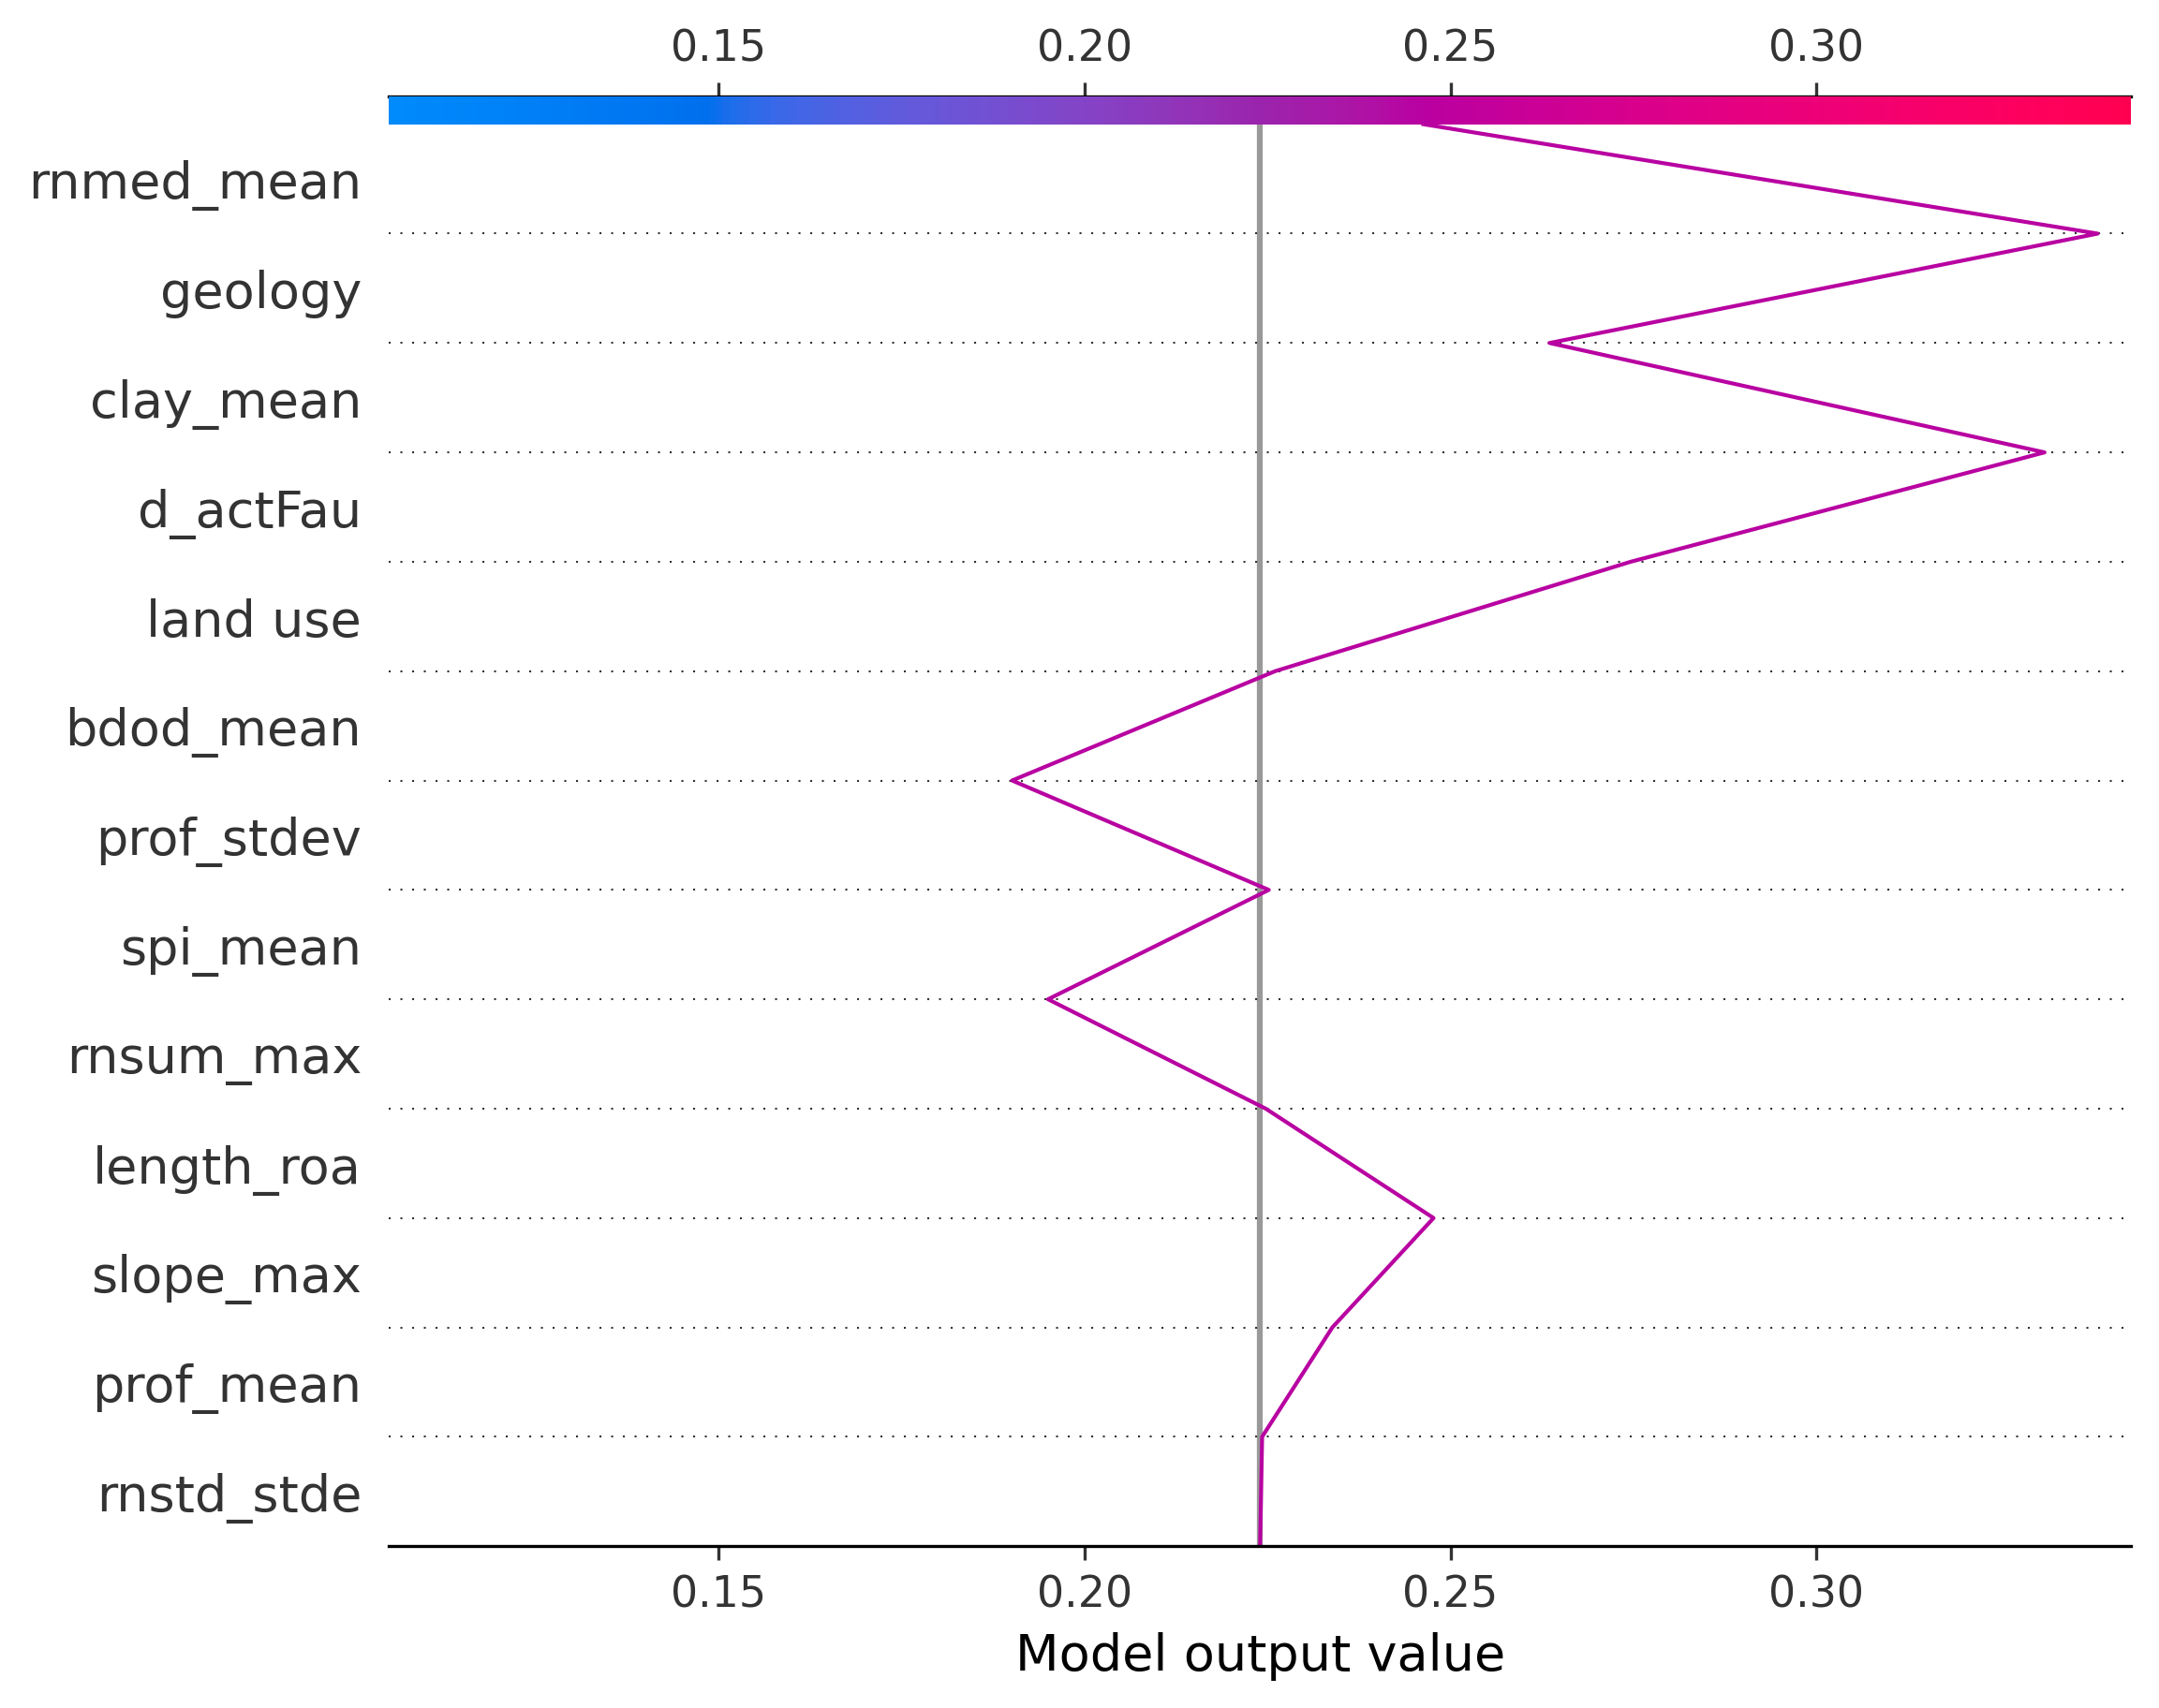 0.15 0.20 0.25 0.30
rnmed_mean
geology
clay_mean
d_actFau
land use
bdod_mean
prof_stdev
spi_mean
rnsum_max
length_roa
slope_max
prof_mean
rnstd_stde
0.15 0.20 0.25 0.30
Model output value